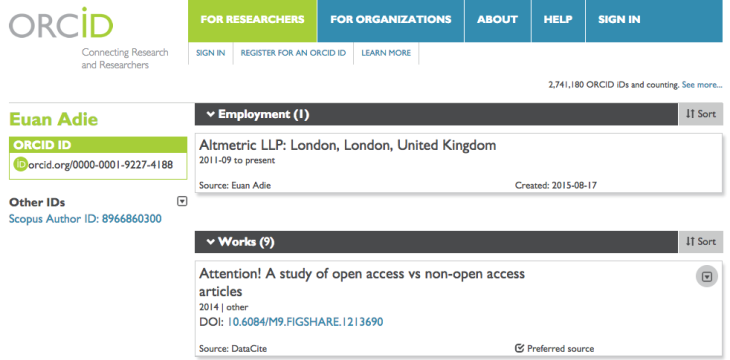 ORCiD
Connecting Research
and Researchers
FOR RESEARCHERS
FOR ORGANIZATIONS
ABOUT
HELP
SIGN IN
SIGN IN
REGISTER FOR AN ORCID ID
LEARN MORE
2,741,180 ORCID iDs and counting. See more...
Euan Adie
ORCID ID
iD orcid.org/0000-0001-9227-4188
Other IDs
Scopus Author ID: 8966860300
Employment (1)
Sort
Altmetric LLP: London, London, United Kingdom
2011-09 to present
Source: Euan Adie
Created: 2015-08-17
Works (9)
Sort
Attention! A study of open access vs non-open access
articles
2014 | other
DOI: 10.6084/M9.FIGSHARE.1213690
Source: DataCite
Preferred source